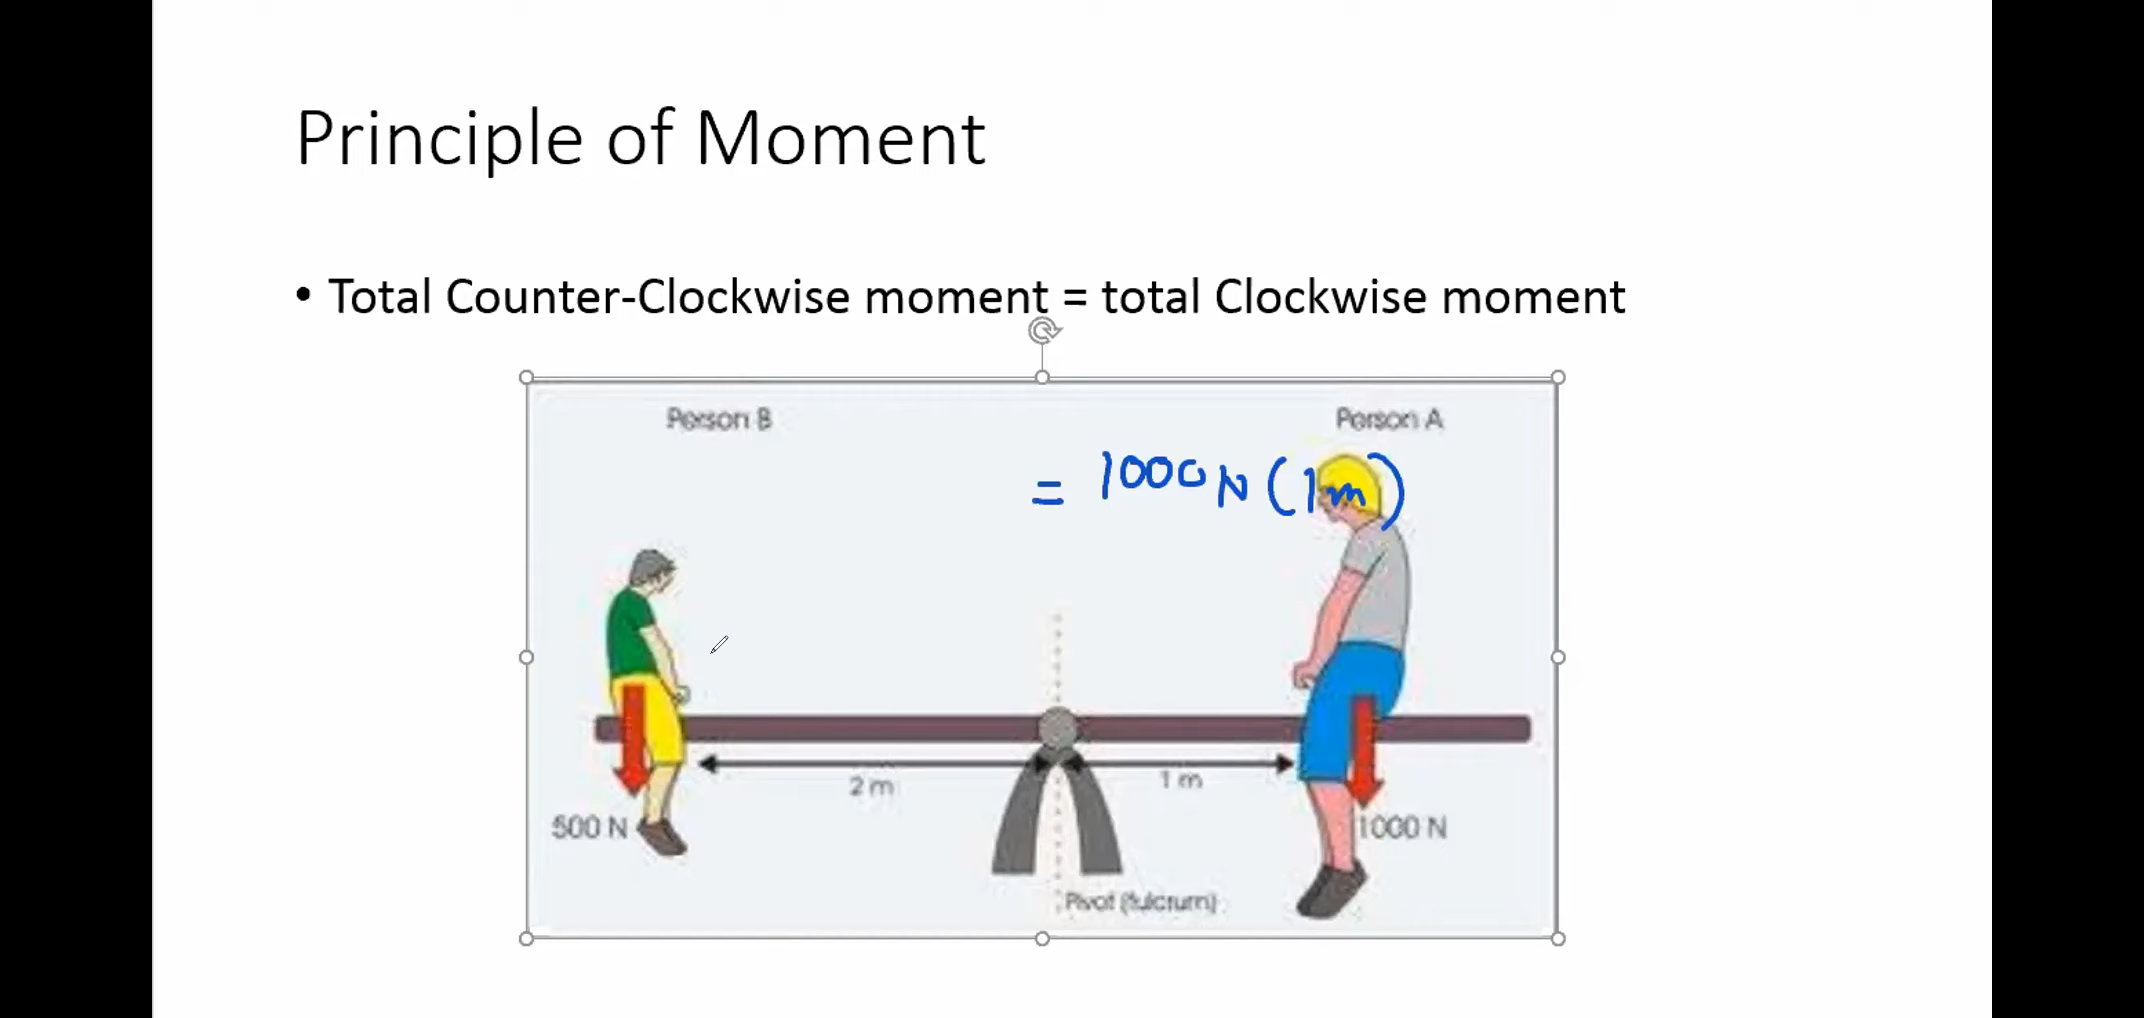 Principle of Moment
• Total Counter-Clockwise moment = total Clockwise moment
Person B
Person A
= 1000 N (1m)
2 m
1 m
500 N
1000 N
Pivot (fulcrum)